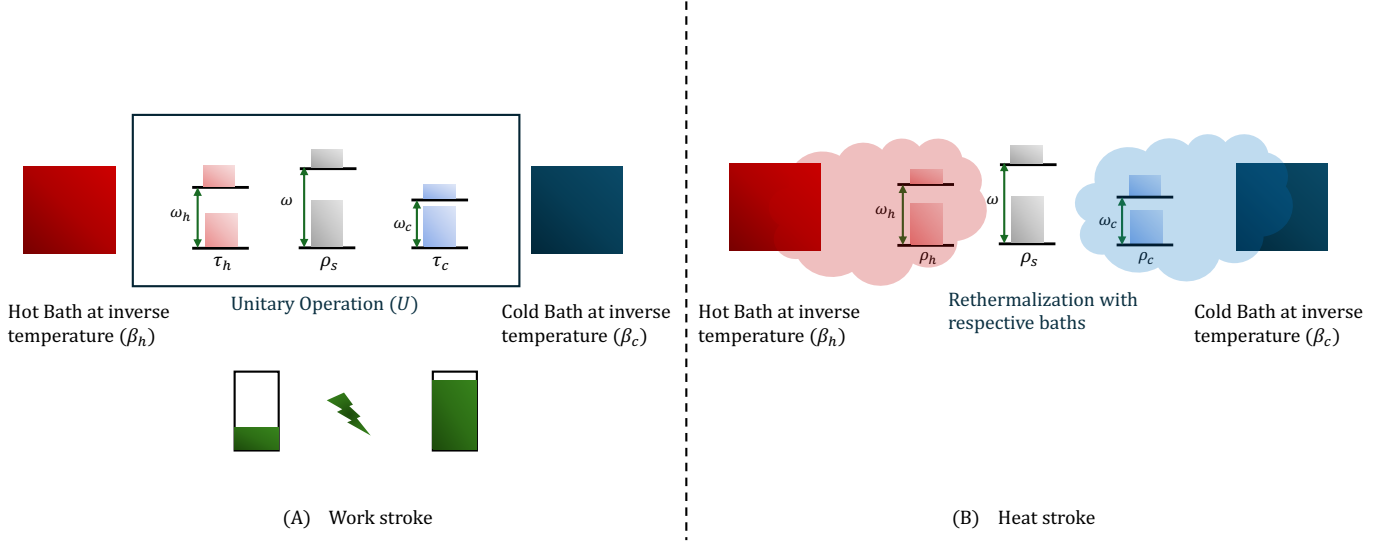 ω_h
τ_h
ω
ρ_s
ω_c
τ_c
Unitary Operation (U)
Hot Bath at inverse
temperature (β_h)
Cold Bath at inverse
temperature (β_c)
(A) Work stroke
ω_h
ρ_h
ω
ρ_s
ω_c
ρ_c
Rethermalization with
respective baths
Hot Bath at inverse
temperature (β_h)
Cold Bath at inverse
temperature (β_c)
(B) Heat stroke